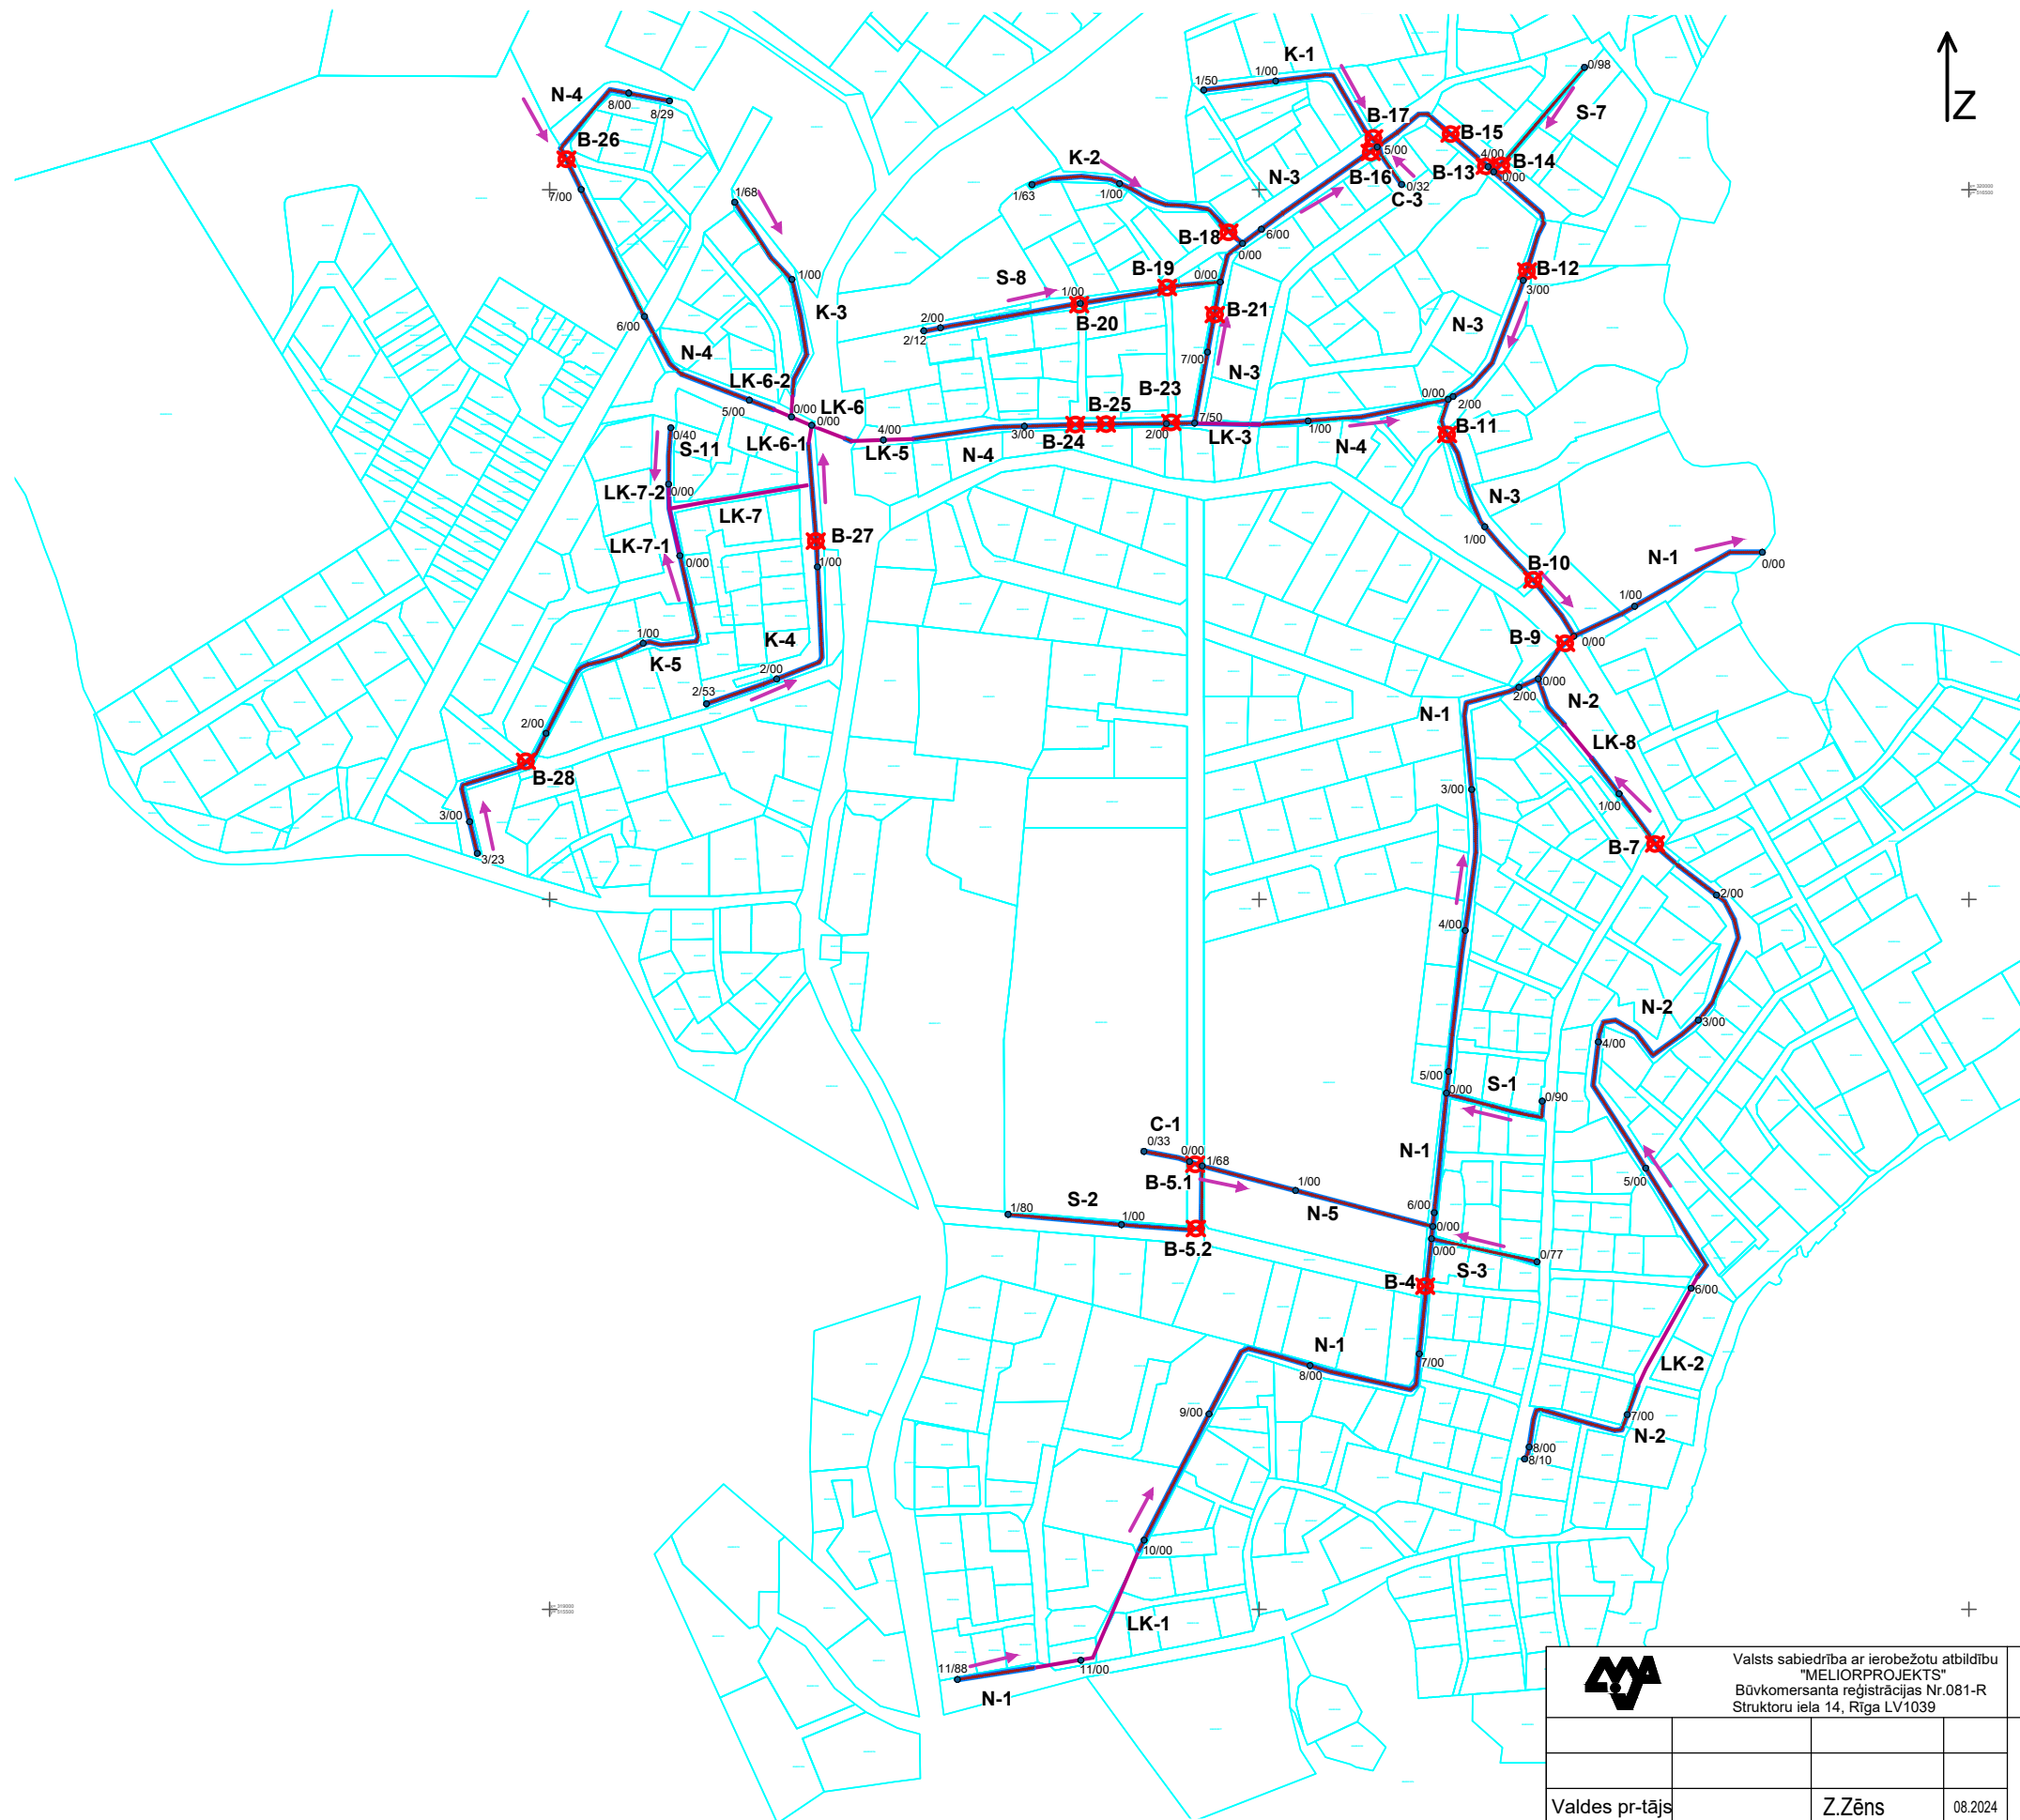 K-1
1/50
1/00
0/98
N-4
8/00
8/29
S-7
Z
B-17
B-15
5/00
4/00
B-14
B-26
K-2
N-3
B-16
B-13
0/00
7/00
1/68
1/63
1/00
0/32
C-3
B-18
6/00
0/00
B-19
0/00
B-12
S-8
1/00
1/00
3/00
K-3
B-20
B-21
6/00
2/00
2/12
N-3
N-4
7/00
N-3
LK-6-2
B-23
0/00
2/00
5/00
0/00
LK-6
0/00
B-25
7/50
1/00
B-11
0/40
S-11
LK-6-1
4/00
LK-5
3/00
B-24
2/00
LK-3
N-4
N-4
LK-7-2
0/00
LK-7
N-3
1/00
LK-7-1
B-27
0/00
1/00
B-10
N-1
0/00
1/00
1/00
K-5
K-4
B-9
0/00
2/00
2/53
2/00
0/00
N-2
N-1
2/00
LK-8
B-28
3/00
1/00
3/00
3/23
B-7
2/00
4/00
N-2
3/00
4/00
5/00
0/00
S-1
0/90
C-1
0/33
0/00
1/68
N-1
B-5.1
1/00
5/00
S-2
N-5
6/00
1/80
1/00
0/00
B-5.2
0/00
S-3
0/77
B-4
6/00
N-1
7/00
8/00
LK-2
9/00
7/00
N-2
8/00
8/10
10/00
LK-1
11/88
11/00
N-1
Valsts sabiedrība ar ierobežotu atbildību
"MELIORPROJEKTS"
Būvkomersanta reģistrācijas Nr.081-R
Struktoru iela 14, Rīga LV1039
Valdes pr-tājs
Z.Zēns
08.2024